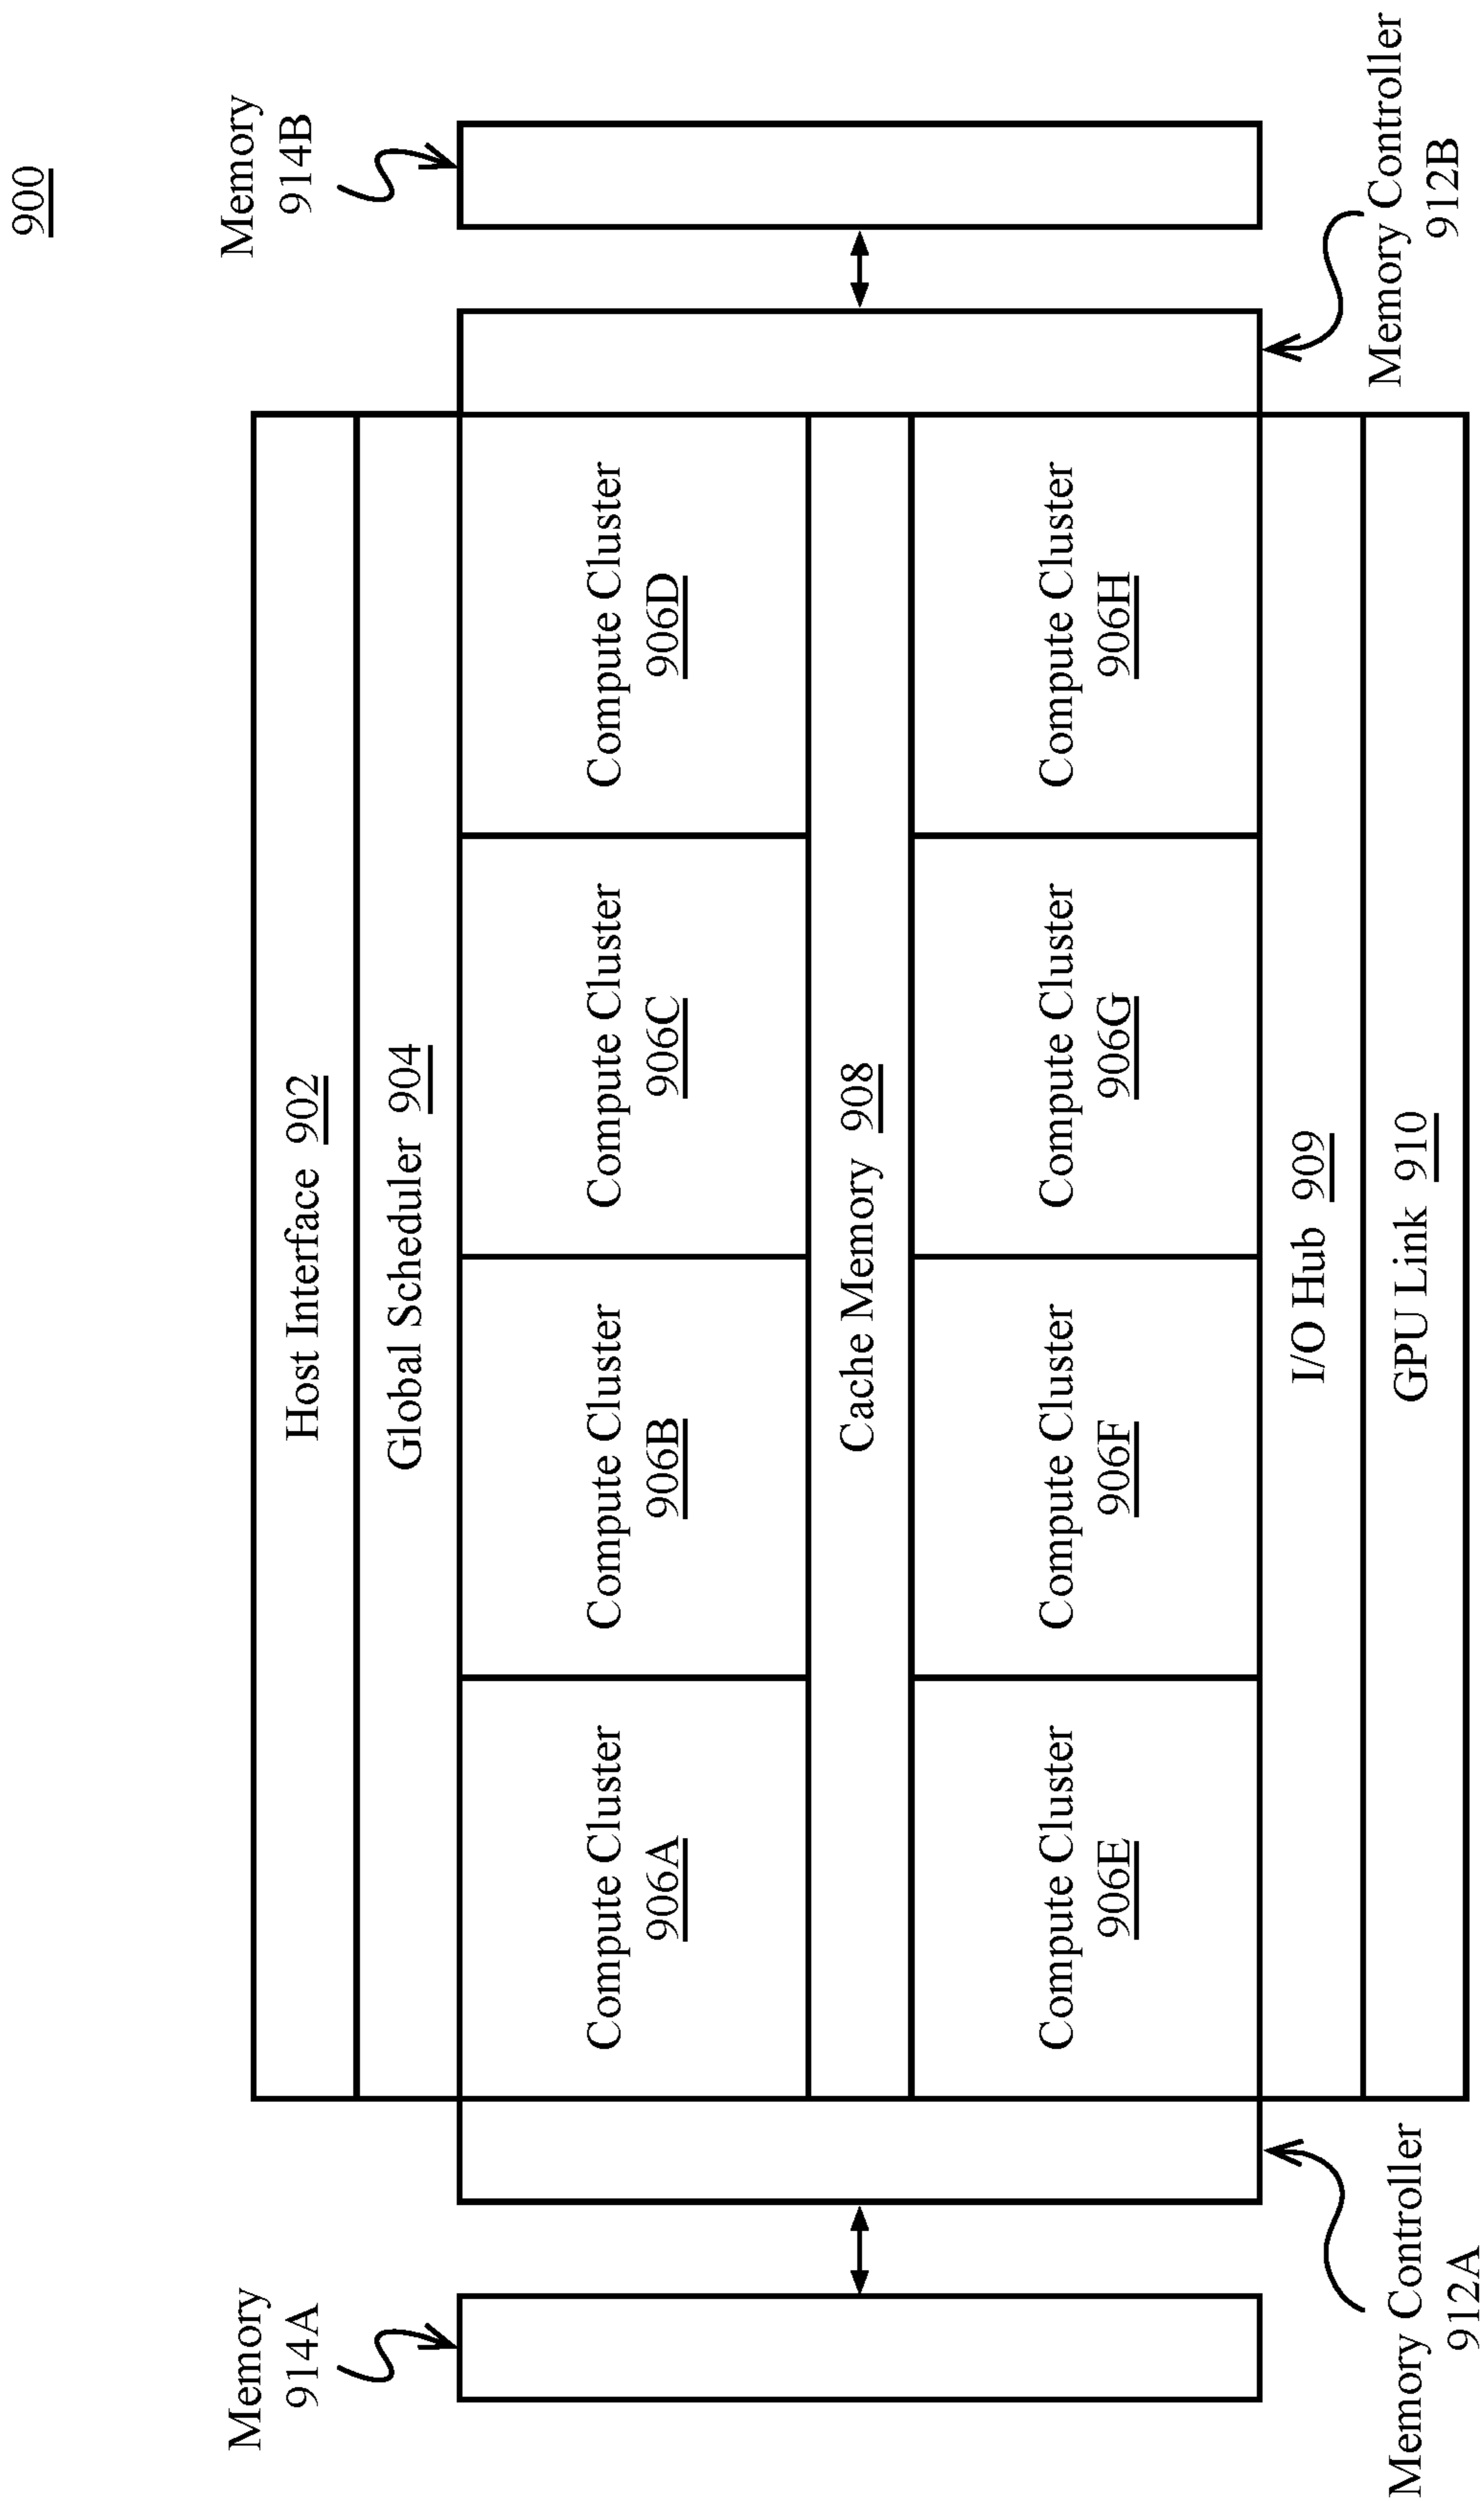 900
Memory
914A
Memory
914B
Host Interface 902
Global Scheduler 904
Compute Cluster
906A
Compute Cluster
906B
Compute Cluster
906C
Compute Cluster
906D
Cache Memory 908
Compute Cluster
906E
Compute Cluster
906F
Compute Cluster
906G
Compute Cluster
906H
I/O Hub 909
GPU Link 910
Memory Controller
912A
Memory Controller
912B